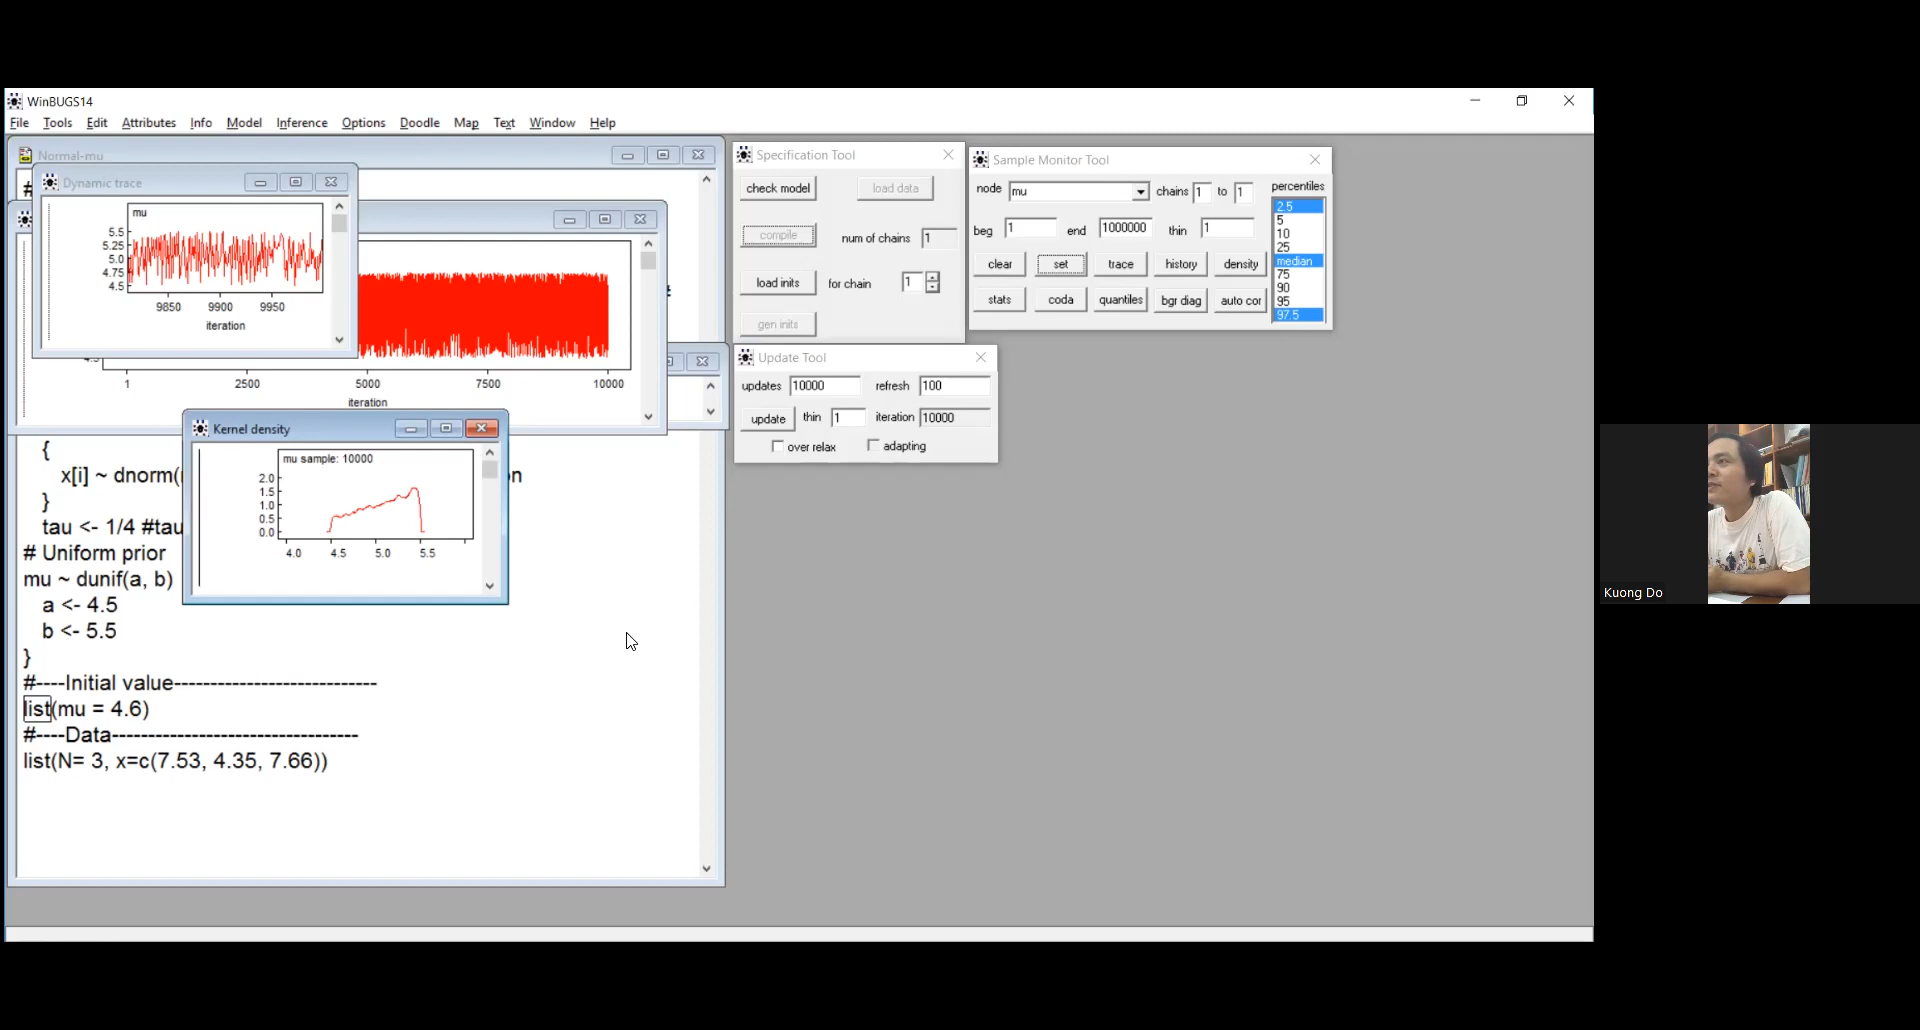 WinBUGS14
File Tools Edit Attributes Info Model Inference Options Doodle Map Text Window Help
Normal-mu
#
Dynamic trace
mu
5.5
5.25
5.0
4.75
4.5
9850 9900 9950
iteration
4.5
1 2500 5000 7500 10000
iteration
Kernel density
mu sample: 10000
2.0
1.5
1.0
0.5
0.0
4.0 4.5 5.0 5.5
{
x[i] ~ dnorm(
}
tau <- 1/4 #tau
# Uniform prior
mu ~ dunif(a, b)
a <- 4.5
b <- 5.5
}
#----Initial value----------------------------
list(mu = 4.6)
#----Data----------------------------------
list(N= 3, x=c(7.53, 4.35, 7.66))
Specification Tool
check model load data
compile num of chains 1
load inits for chain 1
gen inits
Update Tool
updates 10000 refresh 100
update thin 1 iteration 10000
over relax adapting
Sample Monitor Tool
node mu chains 1 to 1 percentiles
beg 1 end 1000000 thin 1
clear set trace history density
stats coda quantiles bgr diag auto cor
2.5
5
10
25
median
75
90
95
97.5
Kuong Do